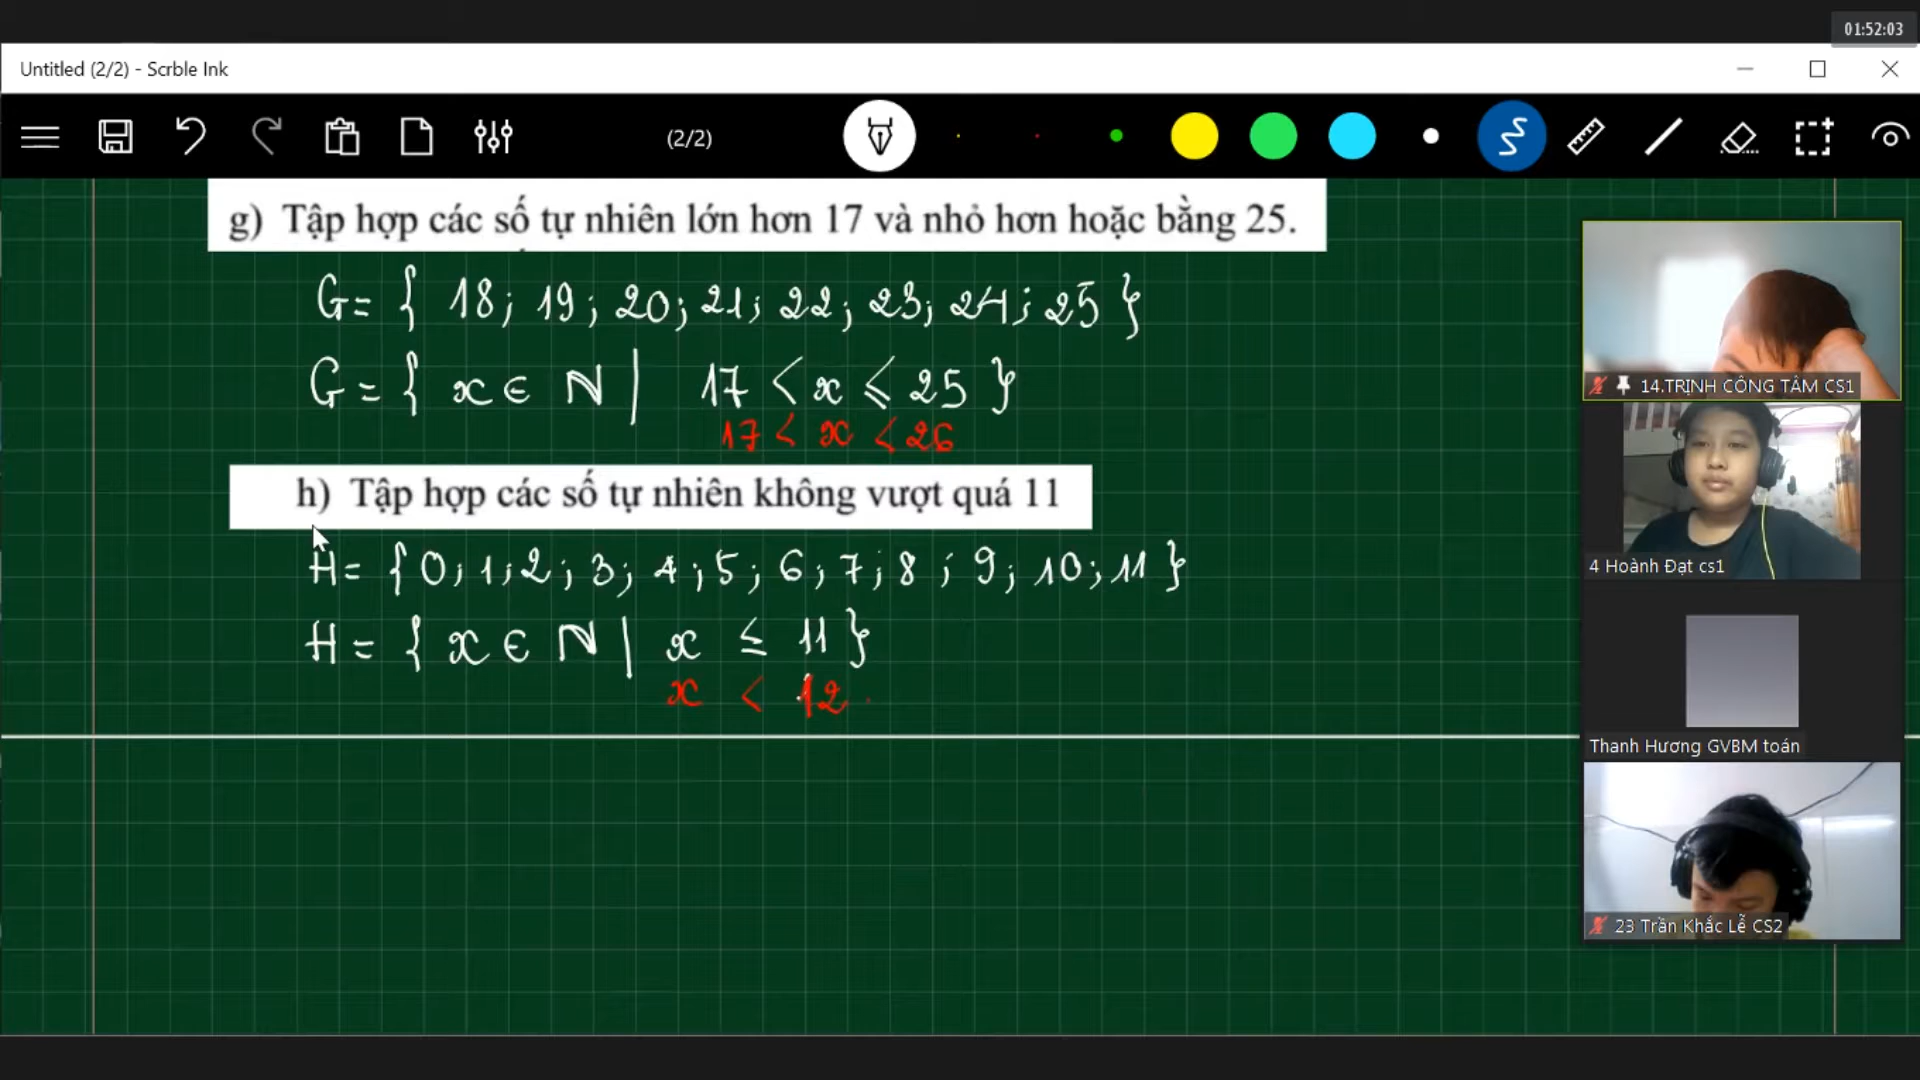 01:52:03
Untitled (2/2) - Scrble Ink
(2/2)
g) Tập hợp các số tự nhiên lớn hơn 17 và nhỏ hơn hoặc bằng 25.
G = { 18; 19; 20; 21; 22; 23; 24; 25 }
G = { x ∈ N | 17 < x ≤ 25 }
17 < x < 26
h) Tập hợp các số tự nhiên không vượt quá 11
H = { 0; 1; 2; 3; 4; 5; 6; 7; 8; 9; 10; 11 }
H = { x ∈ N | x ≤ 11 }
x < 12
14.TRỊNH CÔNG TÂM CS1
4 Hoành Đạt cs1
Thanh Hương GVBM toán
23 Trần Khắc Lễ CS2